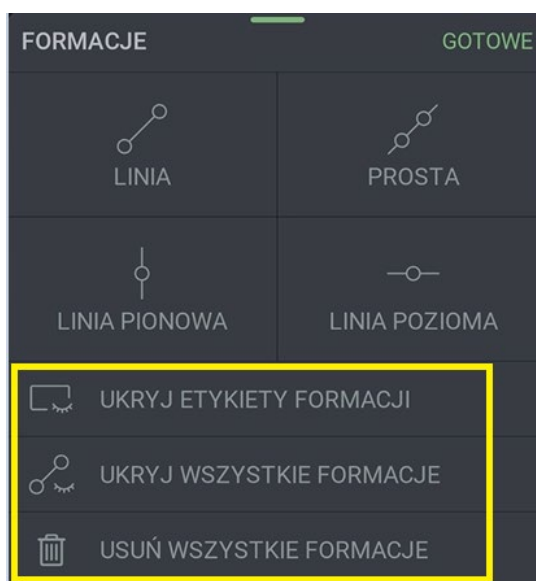 FORMACJE GOTOWE
LINIA PROSTA
LINIA PIONOWA LINIA POZIOMA
UKRYJ ETYKIETY FORMACJI
UKRYJ WSZYSTKIE FORMACJE
USUŃ WSZYSTKIE FORMACJE